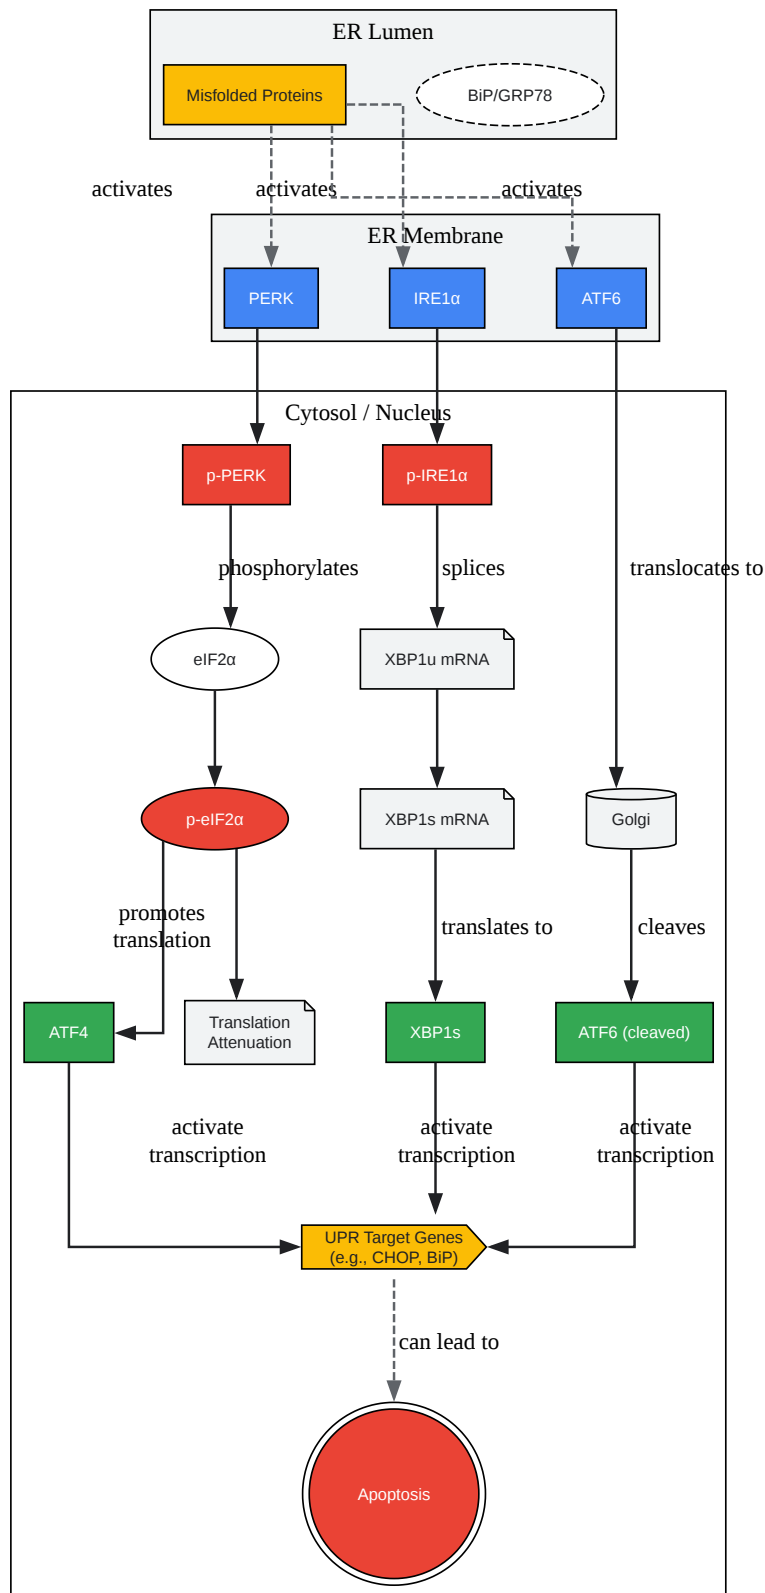 ER Lumen
Misfolded Proteins
BiP/GRP78
activates
activates
activates
ER Membrane
PERK
IRE1α
ATF6
Cytosol / Nucleus
p-PERK
p-IRE1α
phosphorylates
splices
translocates to
eIF2α
XBP1u mRNA
p-eIF2α
XBP1s mRNA
Golgi
promotes
translation
translates to
cleaves
ATF4
Translation
Attenuation
XBP1s
ATF6 (cleaved)
activate
transcription
activate
transcription
activate
transcription
UPR Target Genes
(e.g., CHOP, BiP)
can lead to
Apoptosis